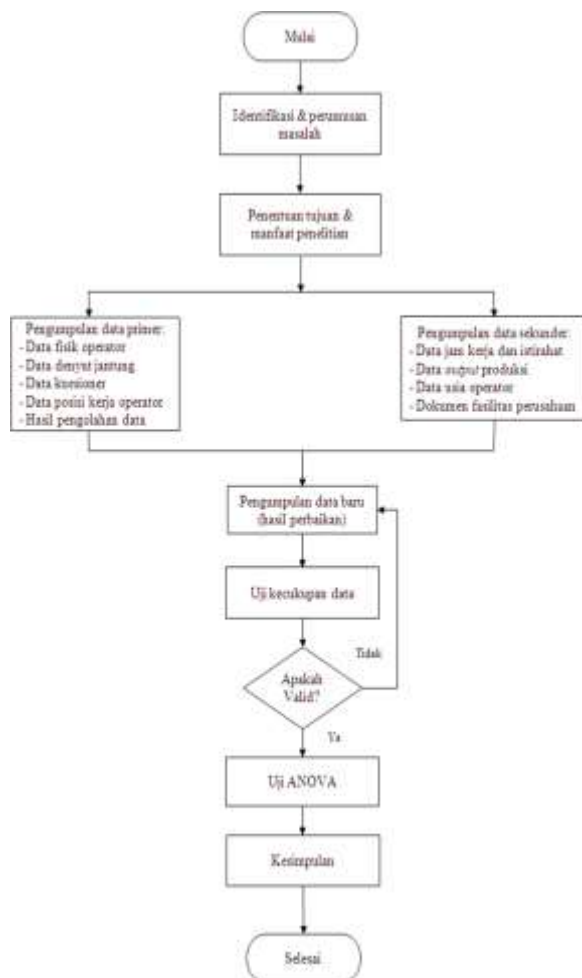 Mulai
Identifikasi & perumusan
masalah
Penentuan tujuan &
manfaat penelitian
Pengumpulan data primer:
- Data fisik operator
- Data denyut jantung
- Data kuesioner
- Data posisi kerja operator
- Hasil pengolahan data
Pengumpulan data sekunder:
- Data jam kerja dan istirahat
- Data output produksi
- Data usia operator
- Dokumen fasilitas perusahaan
Pengumpulan data baru
(hasil perbaikan)
Uji kecukupan data
Tidak
Apakah
Valid?
Ya
Uji ANOVA
Kesimpulan
Selesai